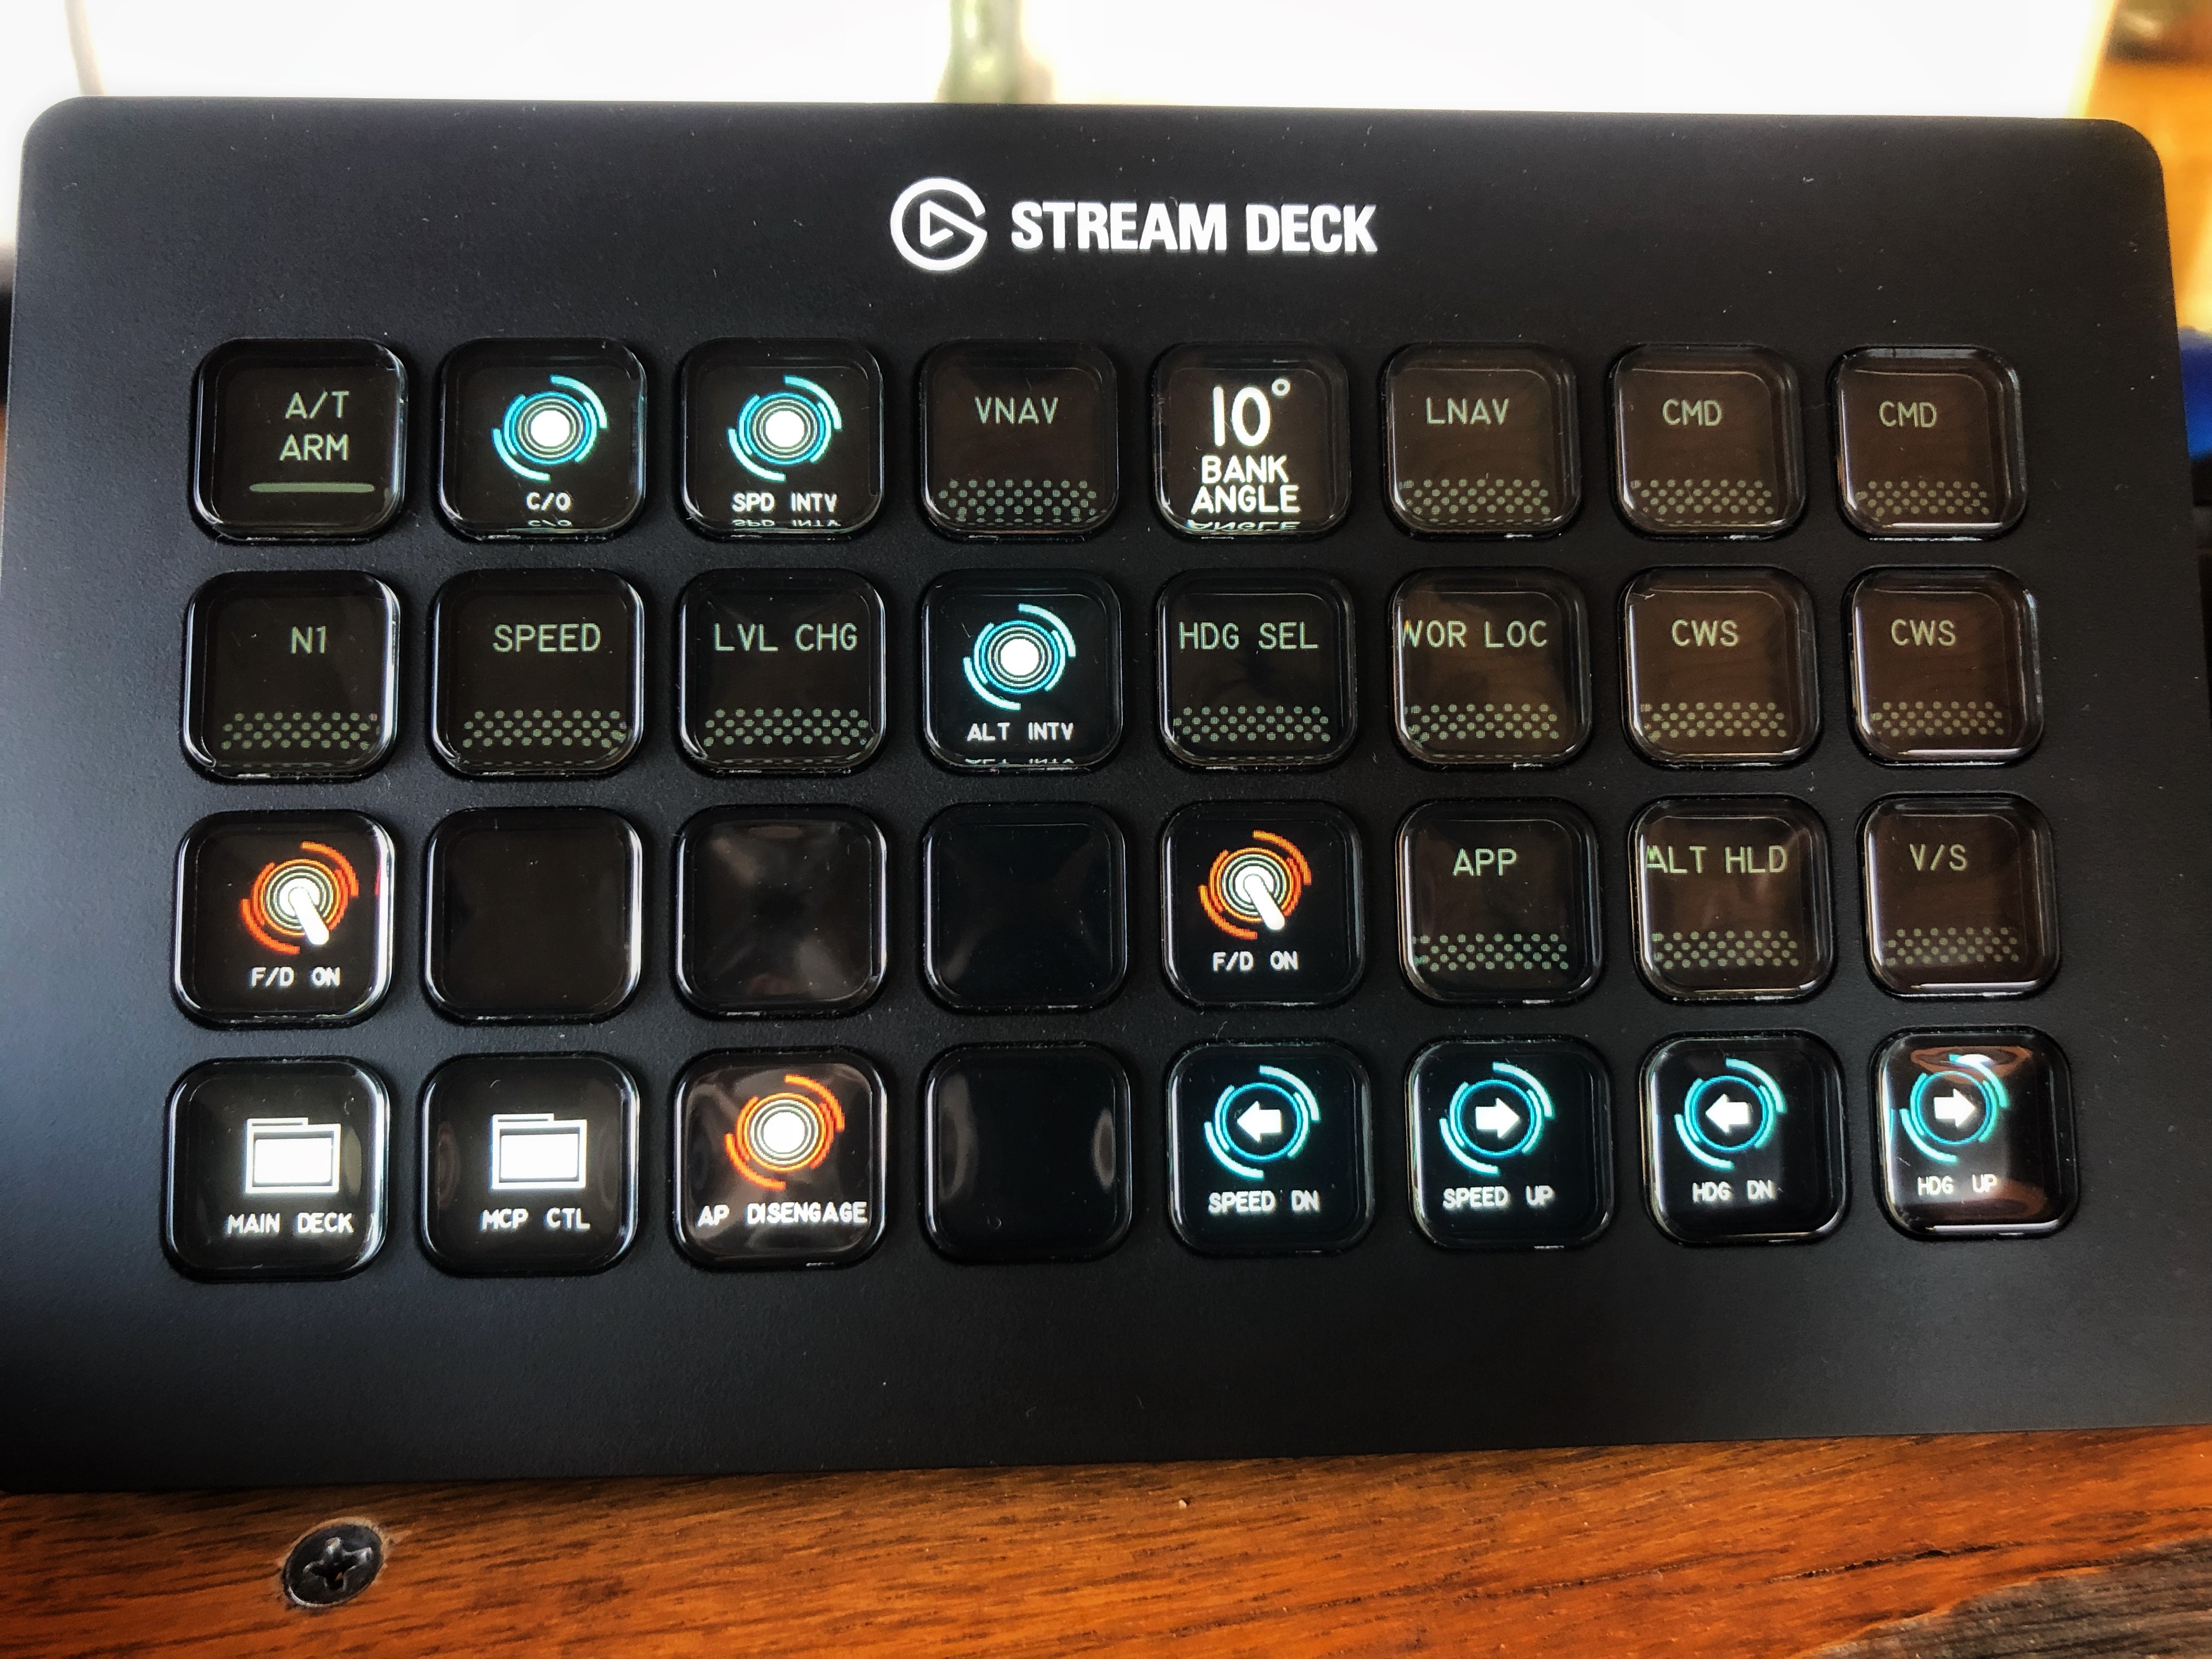 STREAM DECK
A/T
ARM
C/O
SPD INTV
VNAV
10°
BANK
ANGLE
LNAV
CMD
CMD
N1
SPEED
LVL CHG
ALT INTV
HDG SEL
VOR LOC
CWS
CWS
F/D ON
F/D ON
APP
ALT HLD
V/S
MAIN DECK
MCP CTL
AP DISENGAGE
SPEED DN
SPEED UP
HDG DN
HDG UP